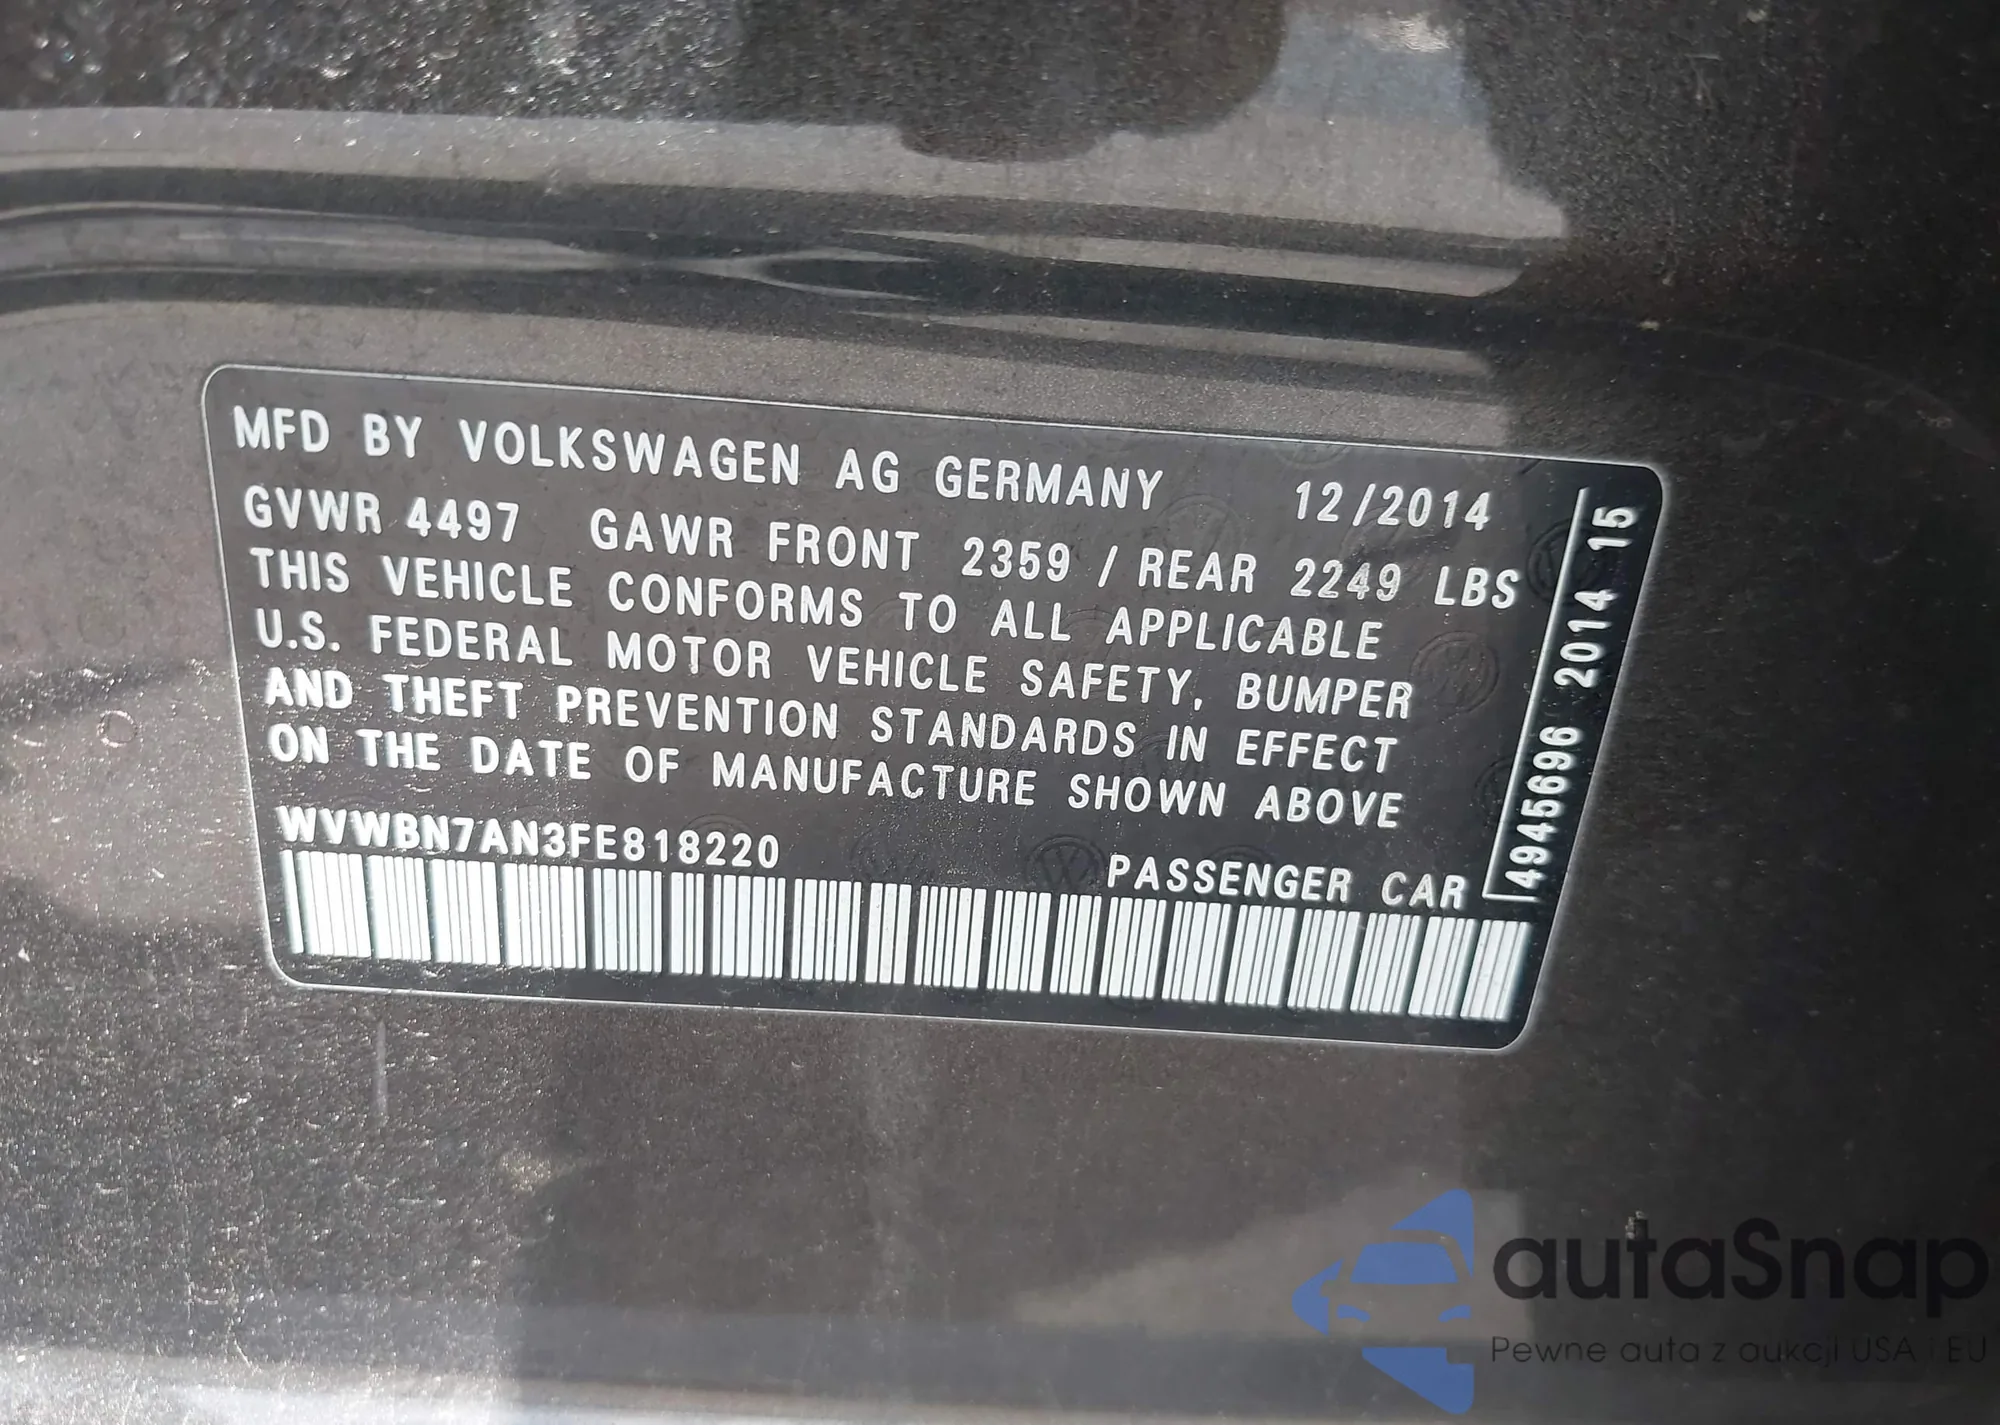 MFD BY VOLKSWAGEN AG GERMANY 12/2014
GVWR 4497 GAWR FRONT 2359 / REAR 2249 LBS
THIS VEHICLE CONFORMS TO ALL APPLICABLE
U.S. FEDERAL MOTOR VEHICLE SAFETY, BUMPER
AND THEFT PREVENTION STANDARDS IN EFFECT
ON THE DATE OF MANUFACTURE SHOWN ABOVE
WVWBN7AN3FE818220
PASSENGER CAR
4945696 2014 15
autaSnap
Pewne auta z aukcji USA i EU